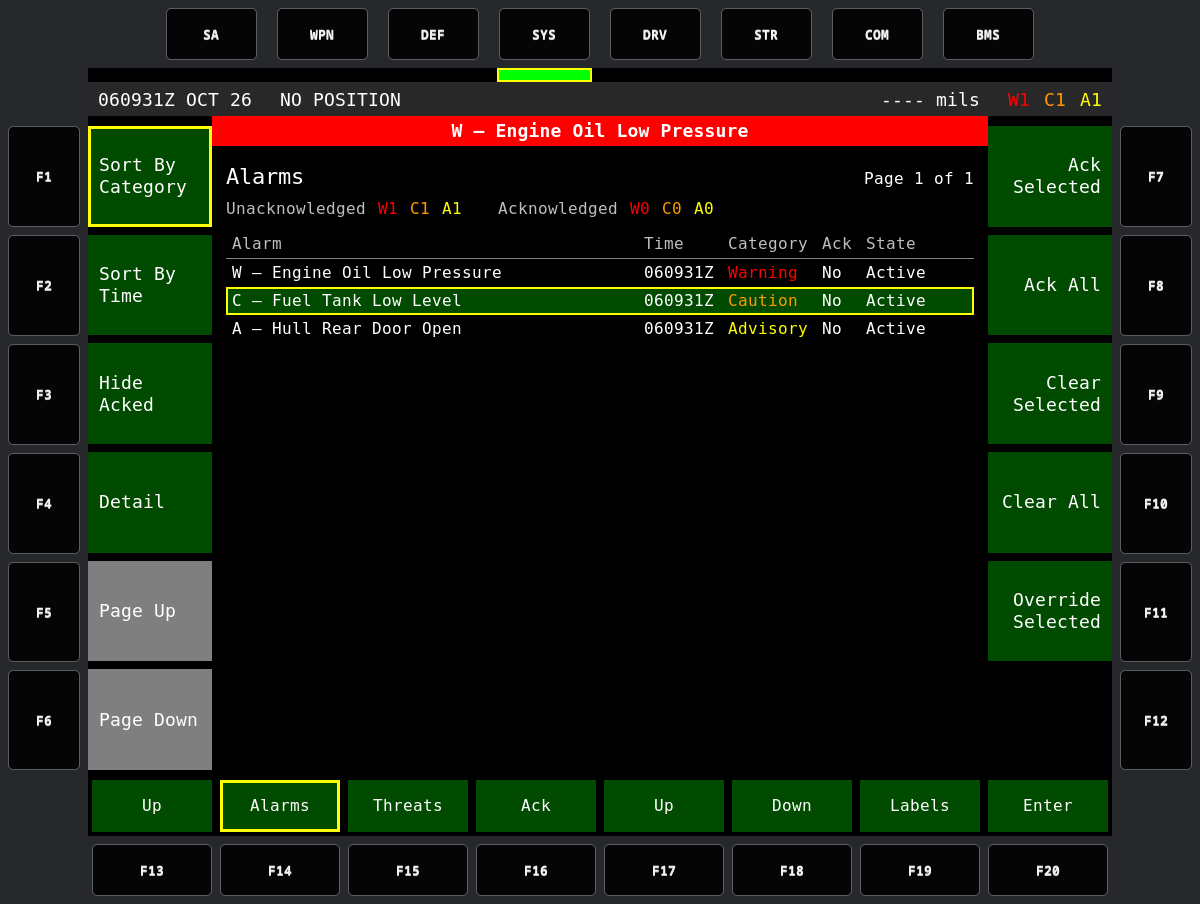 SA WPN DEF SYS DRV STR COM BMS
060931Z OCT 26 NO POSITION ---- mils W1 C1 A1
W – Engine Oil Low Pressure
F1
Sort By
Category
Ack
Selected
F7
Alarms
Page 1 of 1
Unacknowledged W1 C1 A1 Acknowledged W0 C0 A0
Alarm Time Category Ack State
W – Engine Oil Low Pressure 060931Z Warning No Active
C – Fuel Tank Low Level 060931Z Caution No Active
A – Hull Rear Door Open 060931Z Advisory No Active
F2
Sort By
Time
Ack All
F8
F3
Hide
Acked
Clear
Selected
F9
F4
Detail
Clear All
F10
F5
Page Up
Override
Selected
F11
F6
Page Down
F12
Up Alarms Threats Ack Up Down Labels Enter
F13 F14 F15 F16 F17 F18 F19 F20